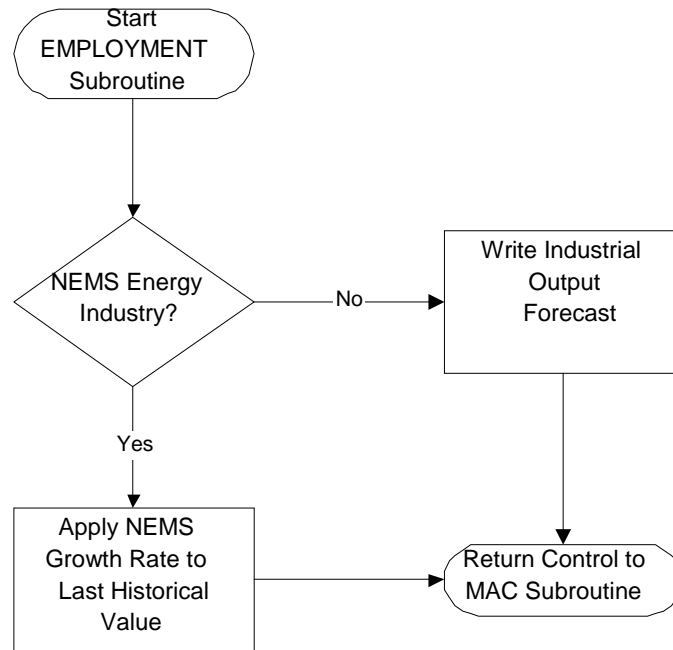 Start
EMPLOYMENT
Subroutine
NEMS Energy
Industry?
No
Write Industrial
Output
Forecast
Yes
Apply NEMS
Growth Rate to
Last Historical
Value
Return Control to
MAC Subroutine